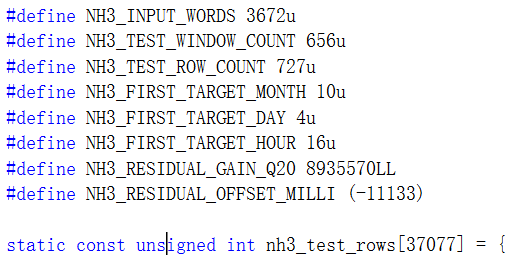 #define NH3_INPUT_WORDS 3672u
#define NH3_TEST_WINDOW_COUNT 656u
#define NH3_TEST_ROW_COUNT 727u
#define NH3_FIRST_TARGET_MONTH 10u
#define NH3_FIRST_TARGET_DAY 4u
#define NH3_FIRST_TARGET_HOUR 16u
#define NH3_RESIDUAL_GAIN_Q20 8935570LL
#define NH3_RESIDUAL_OFFSET_MILLI (-11133)
static const unsigned int nh3_test_rows[37077] = {